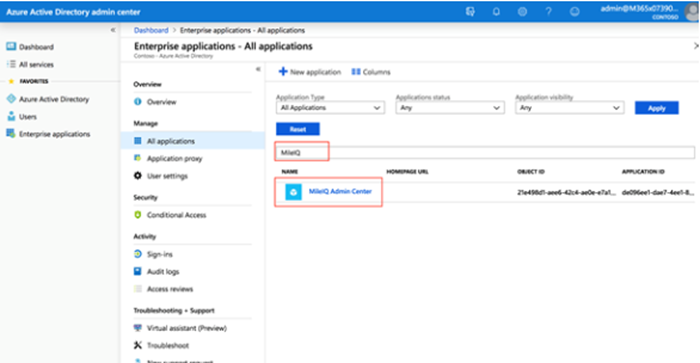 Azure Active Directory admin center
admin@M365x07390...
CONTOSO
Dashboard > Enterprise applications - All applications
Enterprise applications - All applications
Contoso - Azure Active Directory
Dashboard
All services
FAVORITES
Azure Active Directory
Users
Enterprise applications
Overview
Overview
Manage
All applications
Application proxy
User settings
Security
Conditional Access
Activity
Sign-ins
Audit logs
Access reviews
Troubleshooting + Support
Virtual assistant (Preview)
Troubleshoot
New support request
New application
Columns
Application Type
Applications status
Application visibility
All Applications
Any
Any
Apply
Reset
MileIQ
NAME
HOMEPAGE URL
OBJECT ID
APPLICATION ID
MileIQ Admin Center
21e498d1-aee6-42c4-ae0e-e7a1...
de096ee1-dae7-4ee1-8...